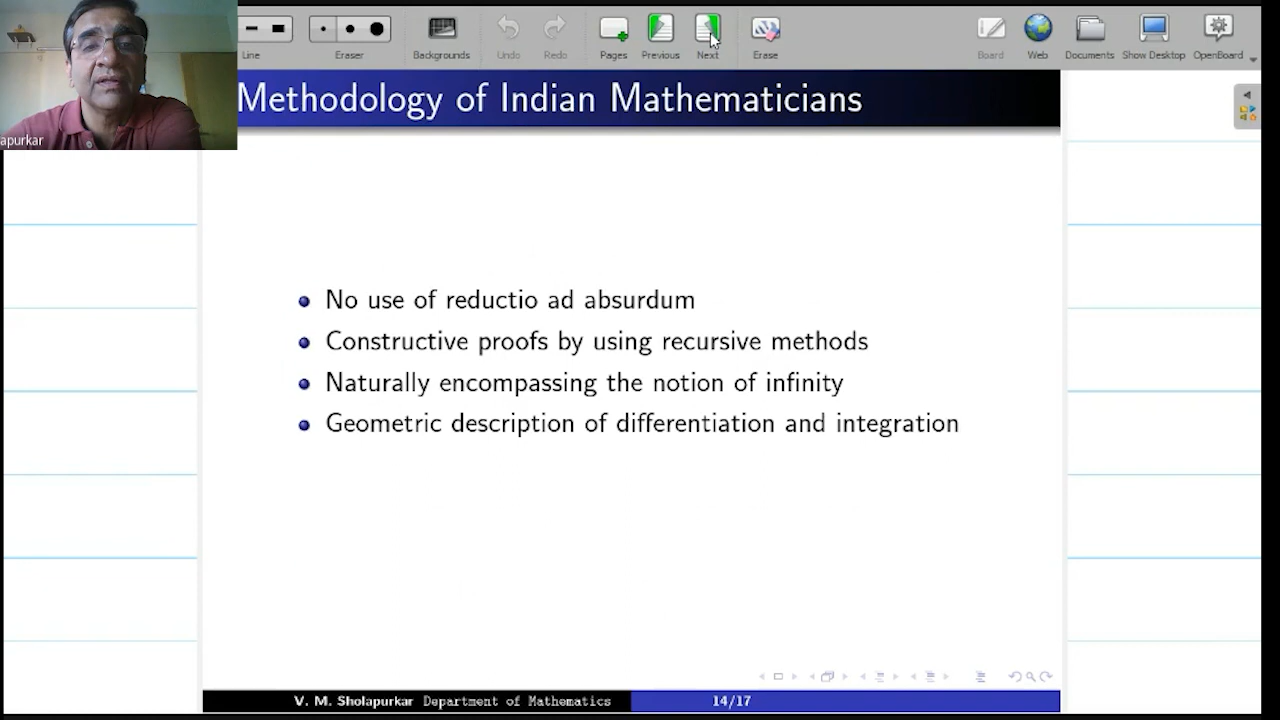 Line
Eraser
Backgrounds
Undo
Redo
Pages
Previous
Next
Erase
Board
Web
Documents
Show Desktop
OpenBoard
apurkar
Methodology of Indian Mathematicians
No use of reductio ad absurdum
Constructive proofs by using recursive methods
Naturally encompassing the notion of infinity
Geometric description of differentiation and integration
V. M. Sholapurkar Department of Mathematics
14/17